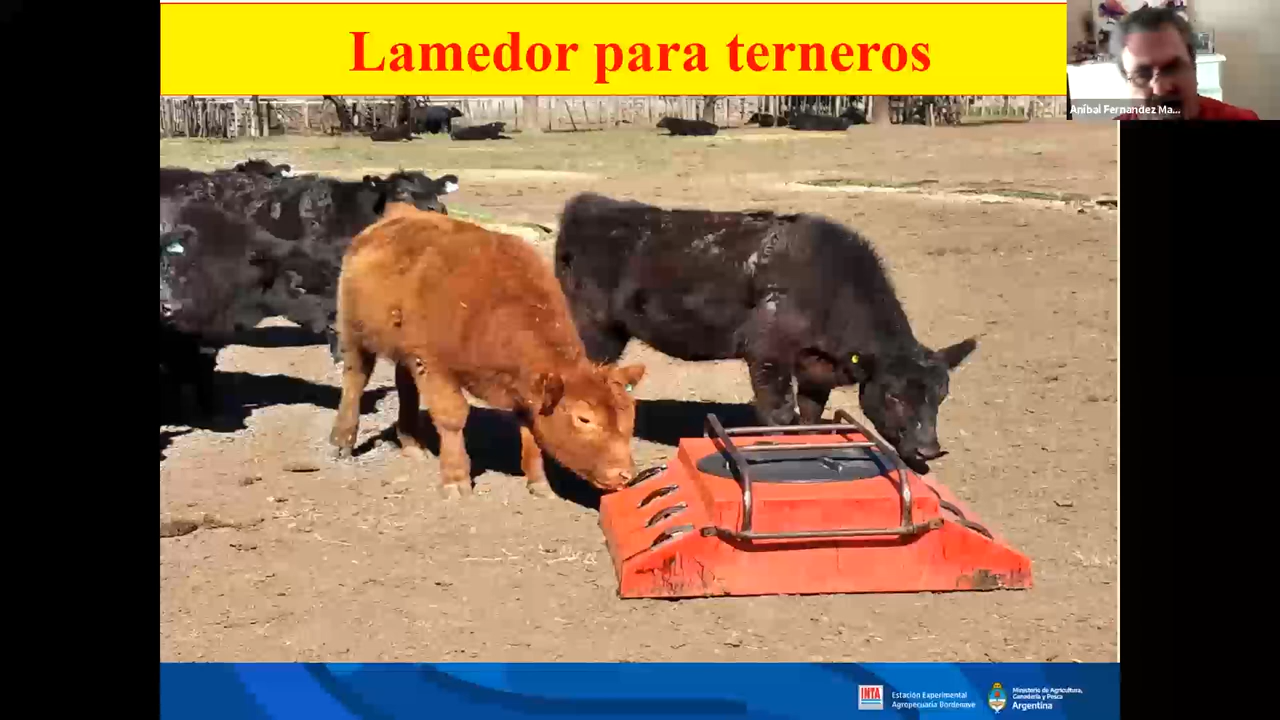 Lamedor para terneros
Aníbal Fernandez Ma...
INTA
Estación Experimental
Agropecuaria Bordenave
Ministerio de Agricultura,
Ganadería y Pesca
Argentina